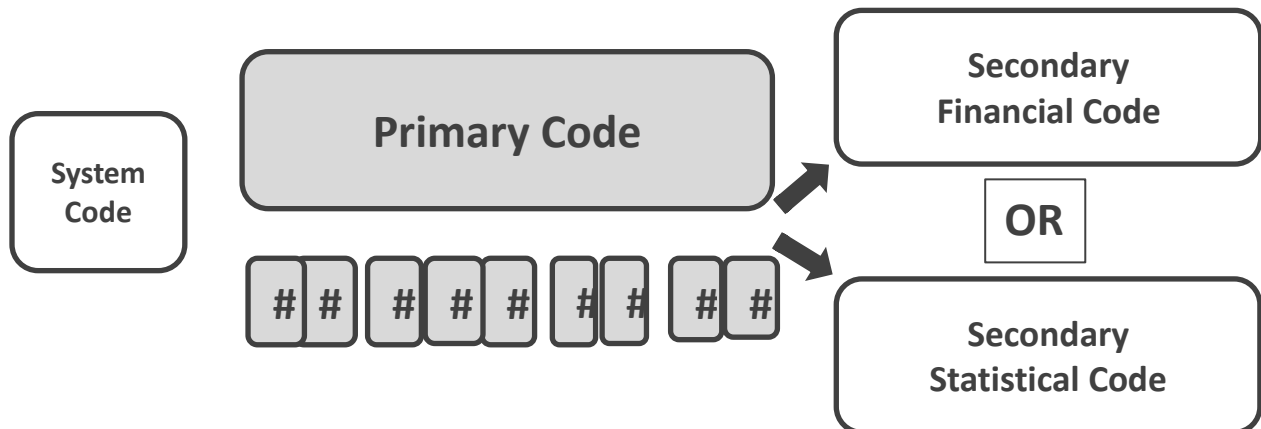 System
Code
Primary Code
# # # # # # # # #
Secondary
Financial Code
OR
Secondary
Statistical Code